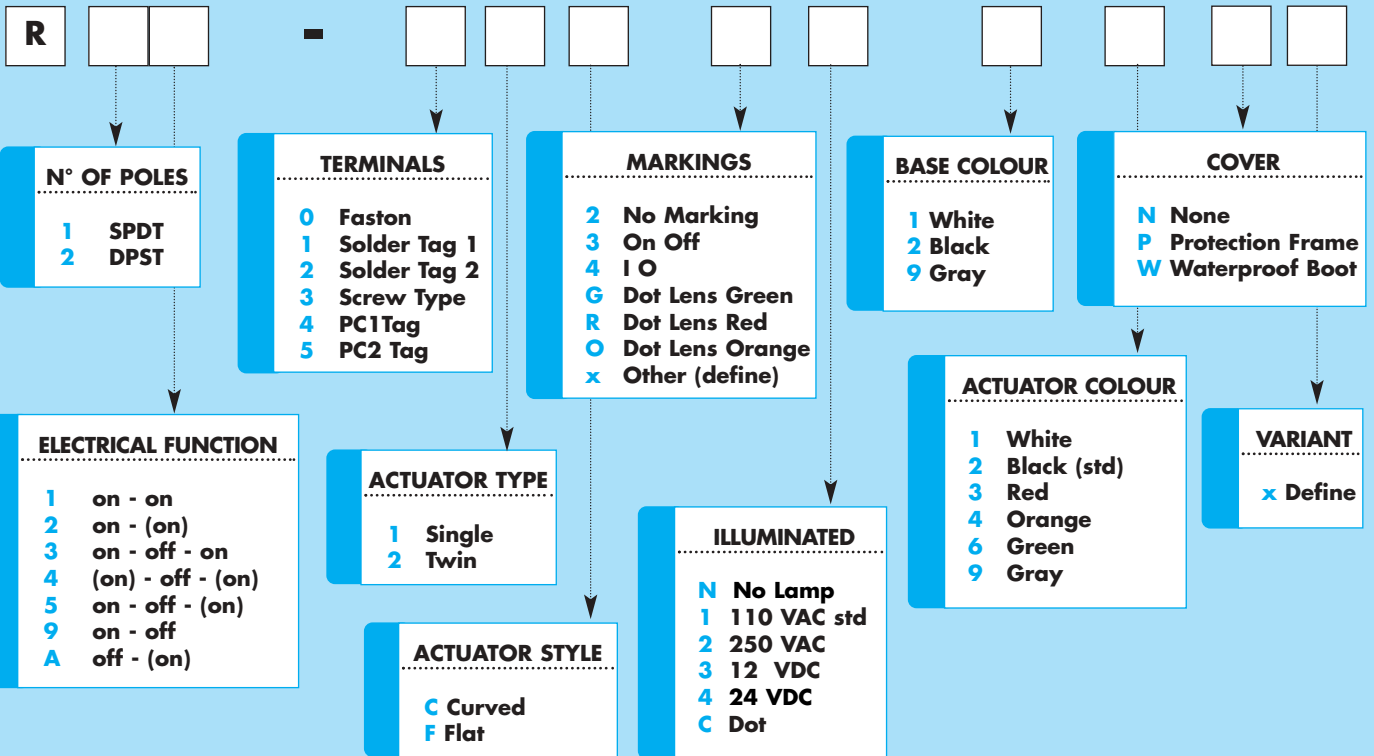 R -
N° OF POLES
1 SPDT
2 DPST
TERMINALS
0 Faston
1 Solder Tag 1
2 Solder Tag 2
3 Screw Type
4 PC1Tag
5 PC2 Tag
MARKINGS
2 No Marking
3 On Off
4 I O
G Dot Lens Green
R Dot Lens Red
O Dot Lens Orange
x Other (define)
BASE COLOUR
1 White
2 Black
9 Gray
COVER
N None
P Protection Frame
W Waterproof Boot
ELECTRICAL FUNCTION
1 on - on
2 on - (on)
3 on - off - on
4 (on) - off - (on)
5 on - off - (on)
9 on - off
A off - (on)
ACTUATOR TYPE
1 Single
2 Twin
ACTUATOR STYLE
C Curved
F Flat
ILLUMINATED
N No Lamp
1 110 VAC std
2 250 VAC
3 12 VDC
4 24 VDC
C Dot
ACTUATOR COLOUR
1 White
2 Black (std)
3 Red
4 Orange
6 Green
9 Gray
VARIANT
x Define